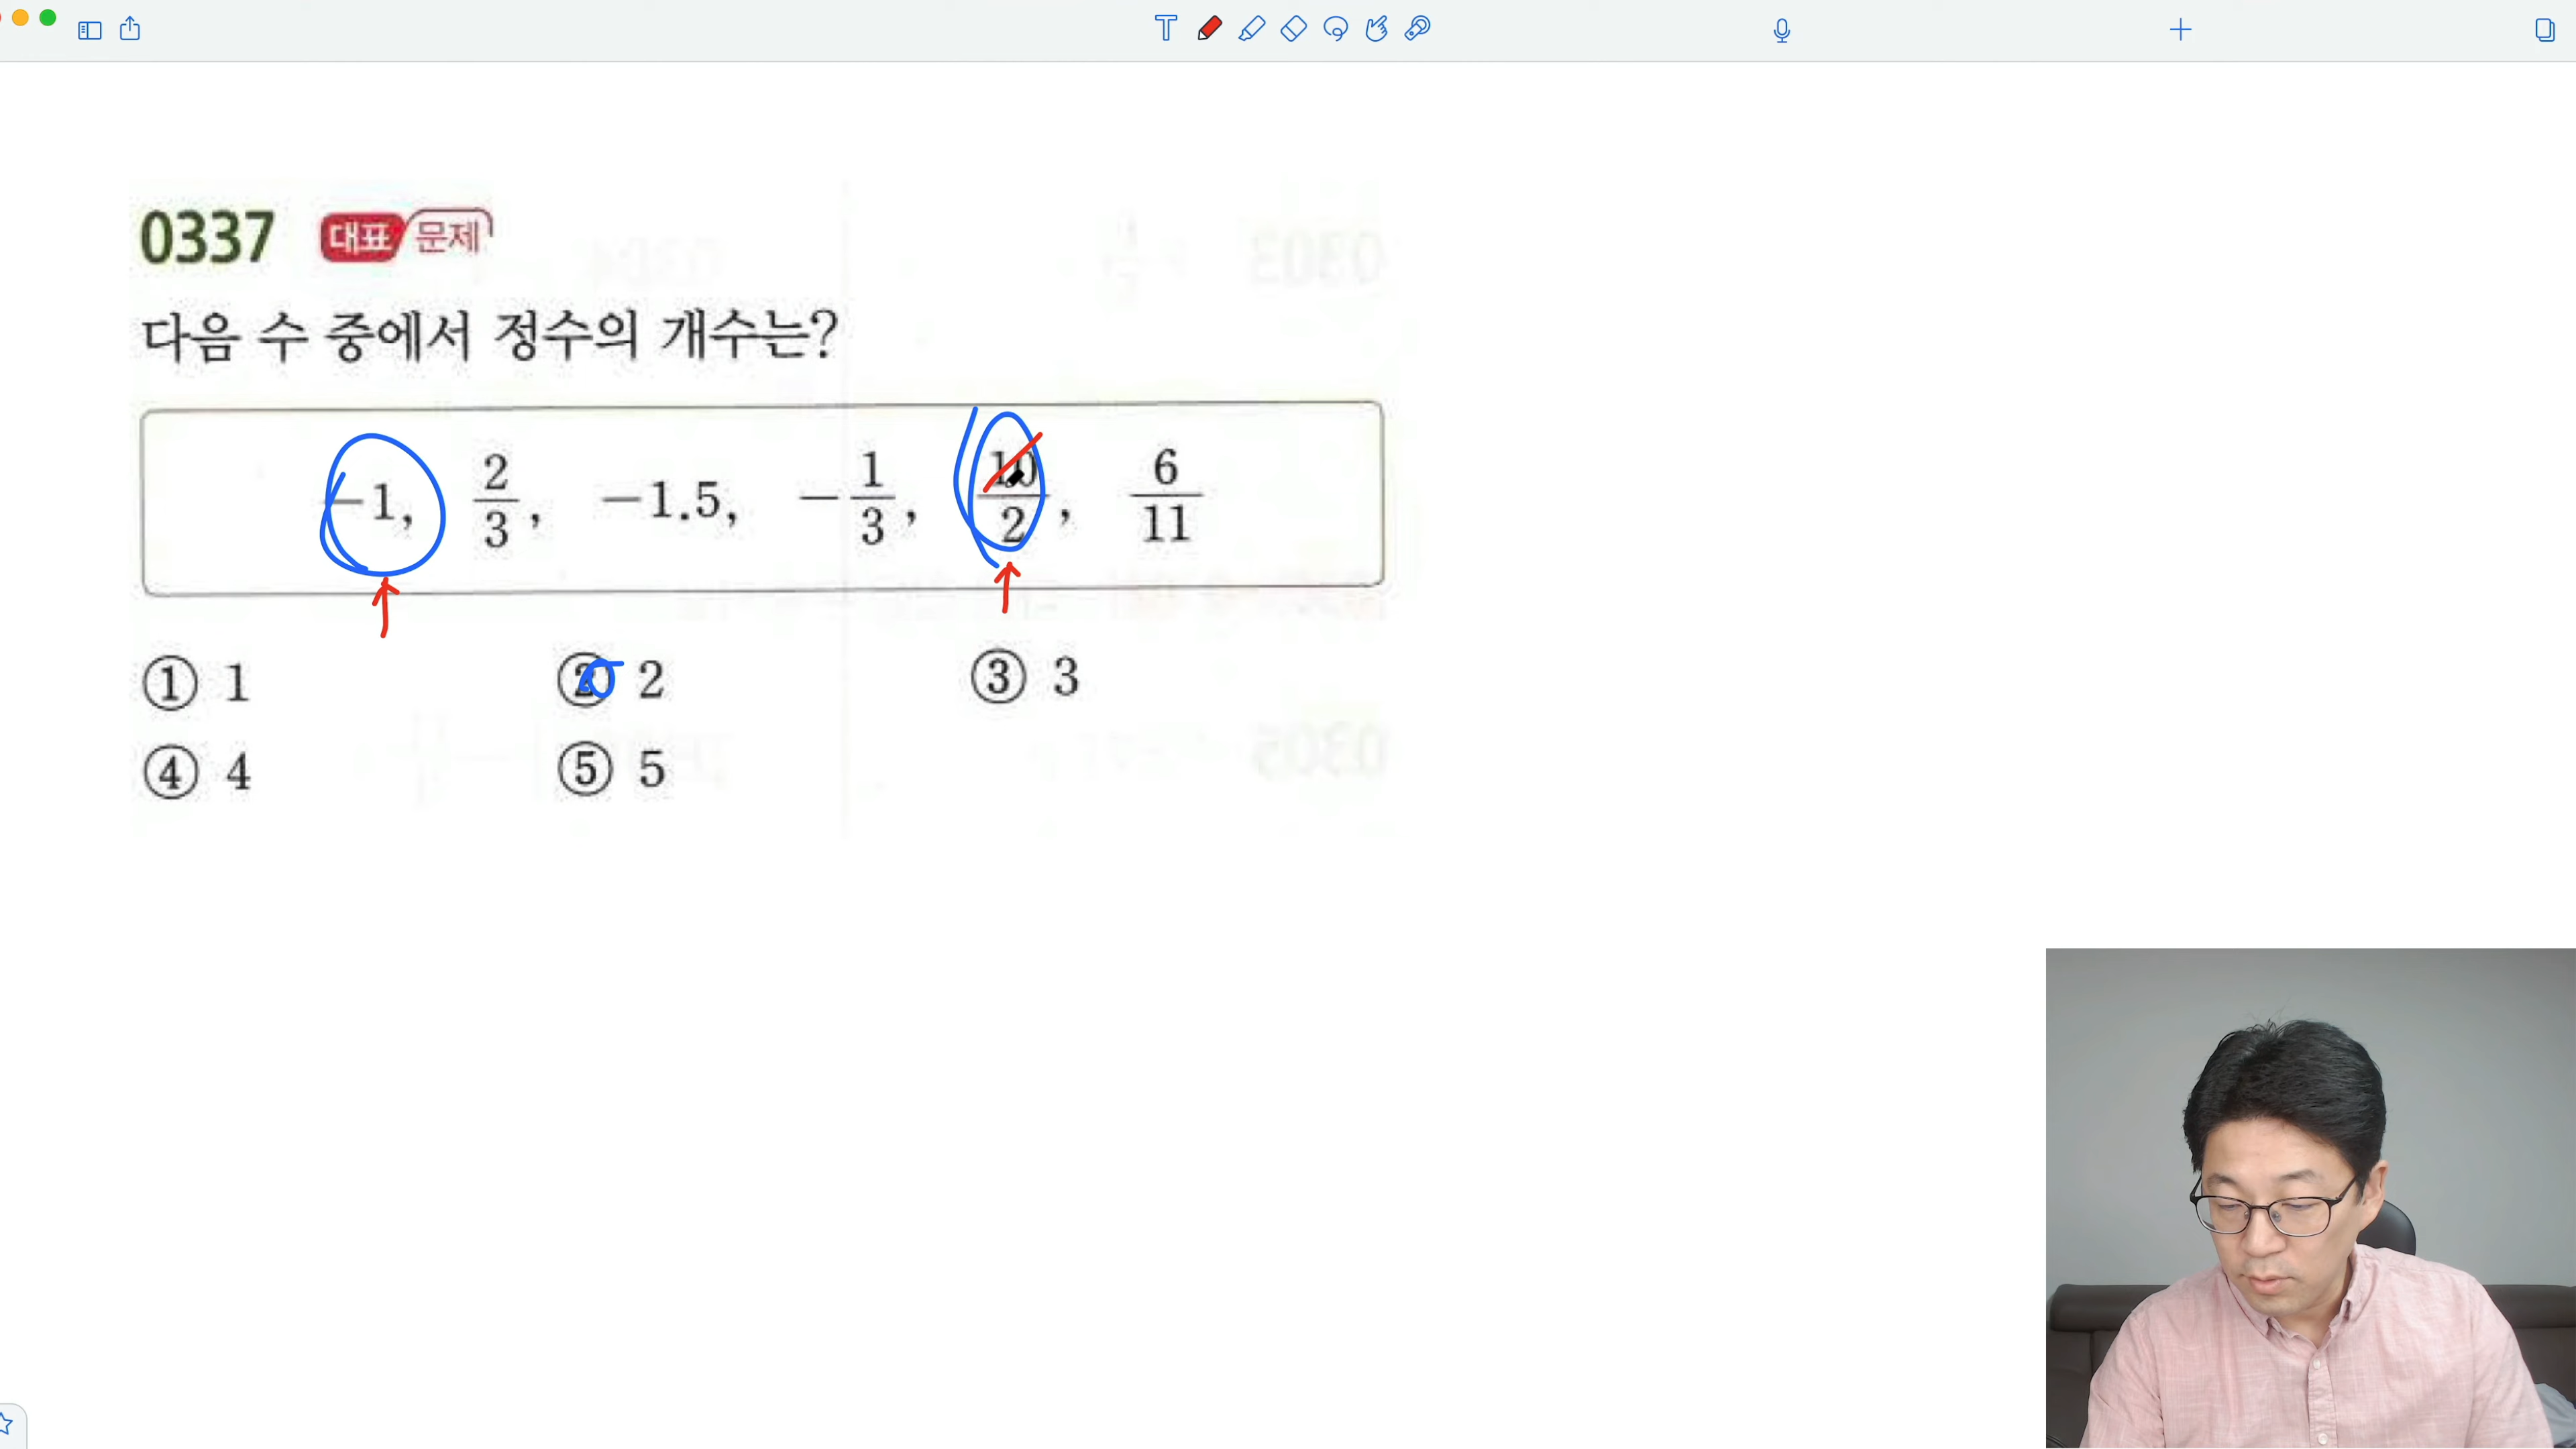 0337 대표 문제
다음 수 중에서 정수의 개수는?
−1, 2/3, −1.5, −1/3, 10/2, 6/11
① 1 ② 2 ③ 3
④ 4 ⑤ 5